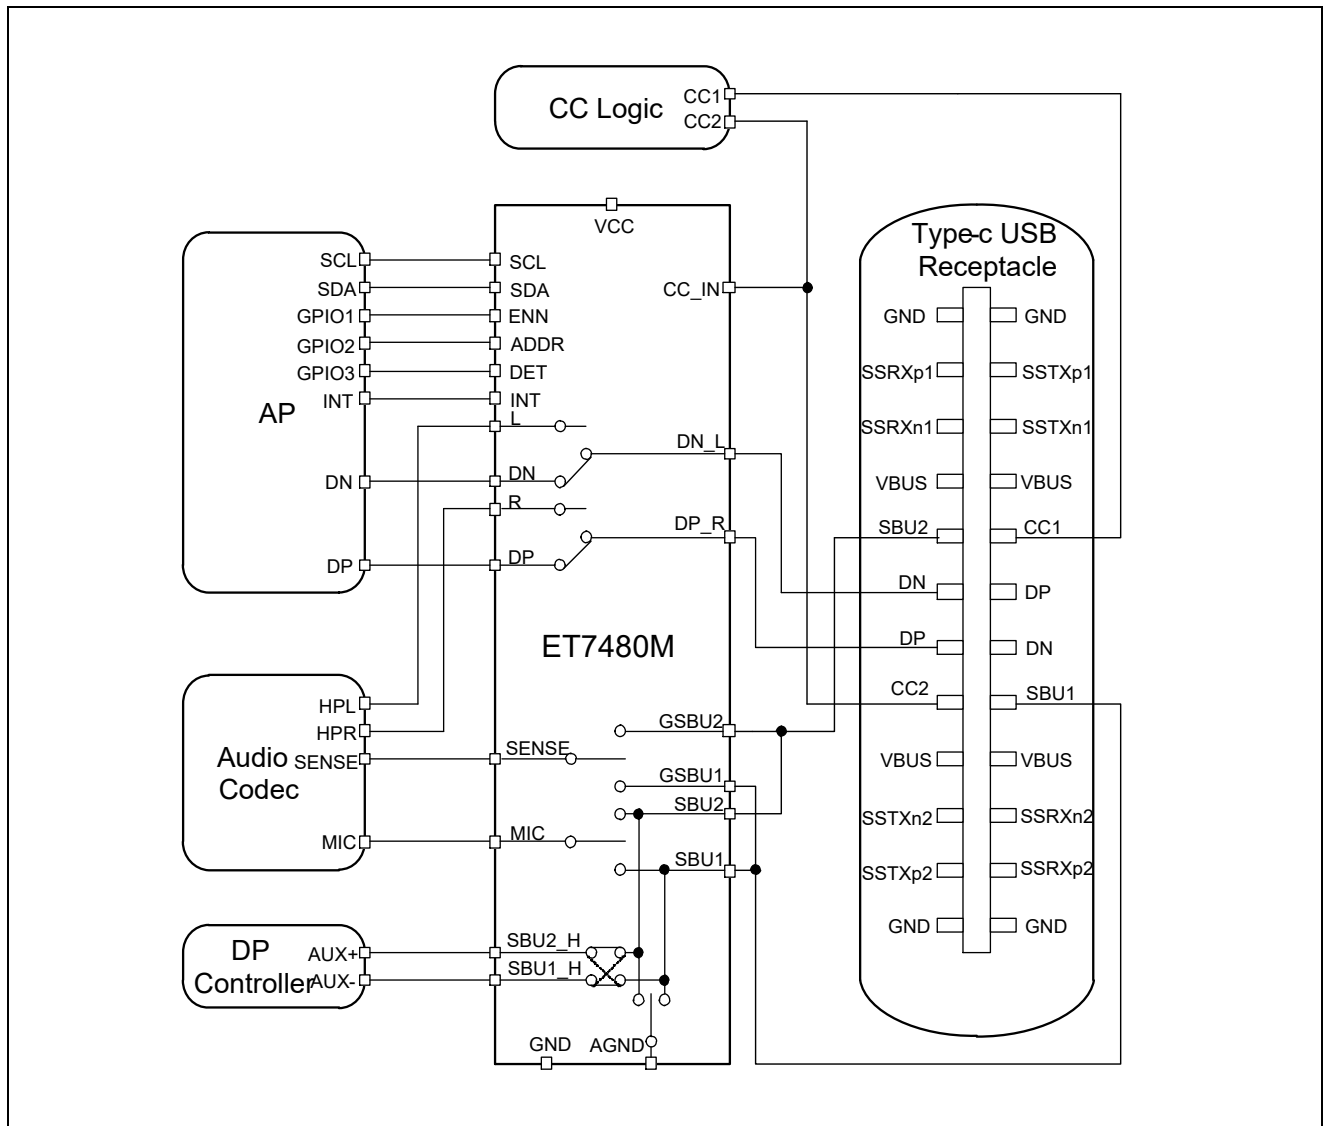 CC Logic
CC1
CC2
VCC
SCL
SDA
GPIO1
GPIO2
GPIO3
INT
AP
DN
DP
SCL
SDA
ENN
ADDR
DET
INT
L
DN
R
DP
CC_IN
DN_L
DP_R
ET7480M
GSBU2
SENSE
GSBU1
SBU2
MIC
SBU1
SBU2_H
SBU1_H
GND
AGND
HPL
HPR
Audio
Codec
SENSE
MIC
DP
Controller
AUX+
AUX-
Type-c USB
Receptacle
GND GND
SSRXp1 SSTXp1
SSRXn1 SSTXn1
VBUS VBUS
SBU2 CC1
DN DP
DP DN
CC2 SBU1
VBUS VBUS
SSTXn2 SSRXn2
SSTXp2 SSRXp2
GND GND